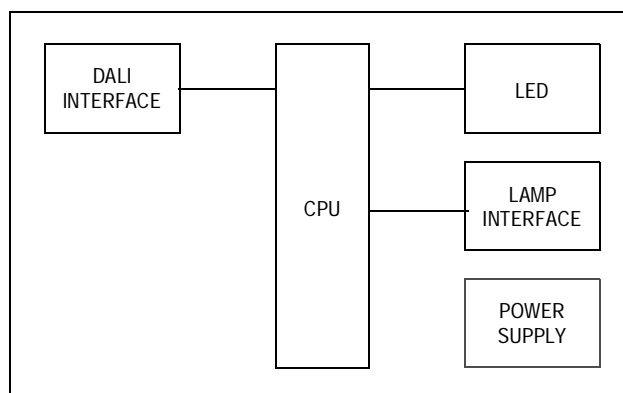 DALI
INTERFACE
CPU
LED
LAMP
INTERFACE
POWER
SUPPLY